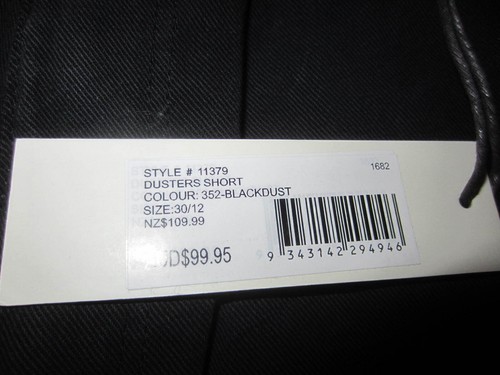 STYLE # 11379
1682
DUSTERS SHORT
COLOUR: 352-BLACKDUST
SIZE:30/12
NZ$109.99
D$99.95
9 343142 294946